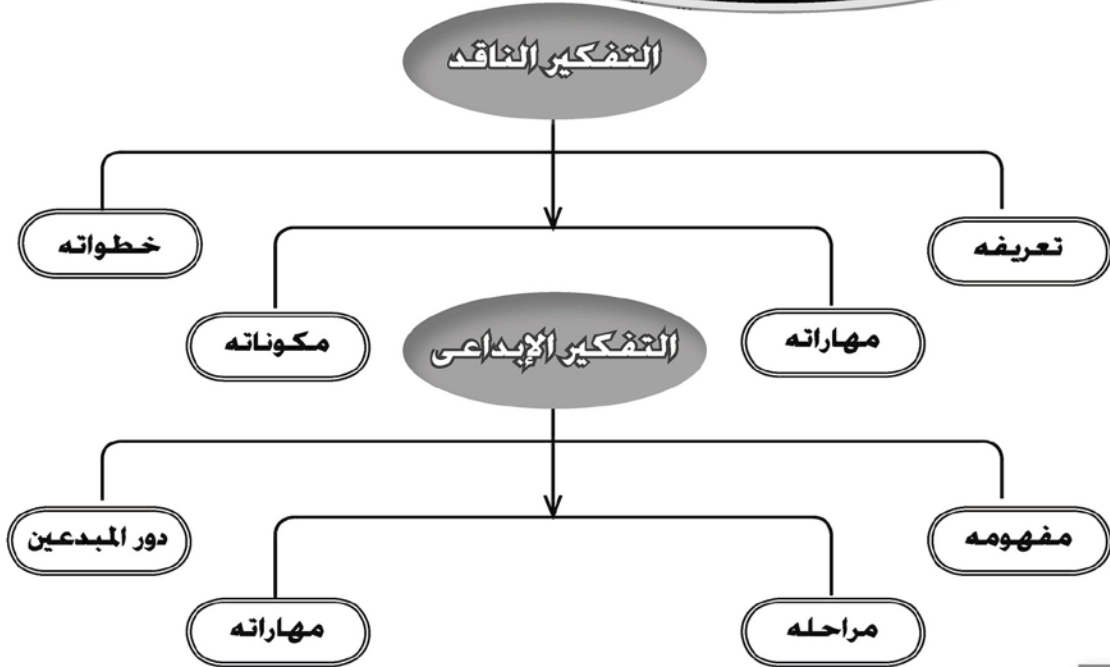 التفكير الناقد
تعريفه
خطواته
مهاراته
مكوناته
التفكير الإبداعى
مفهومه
دور المبدعين
مراحله
مهاراته